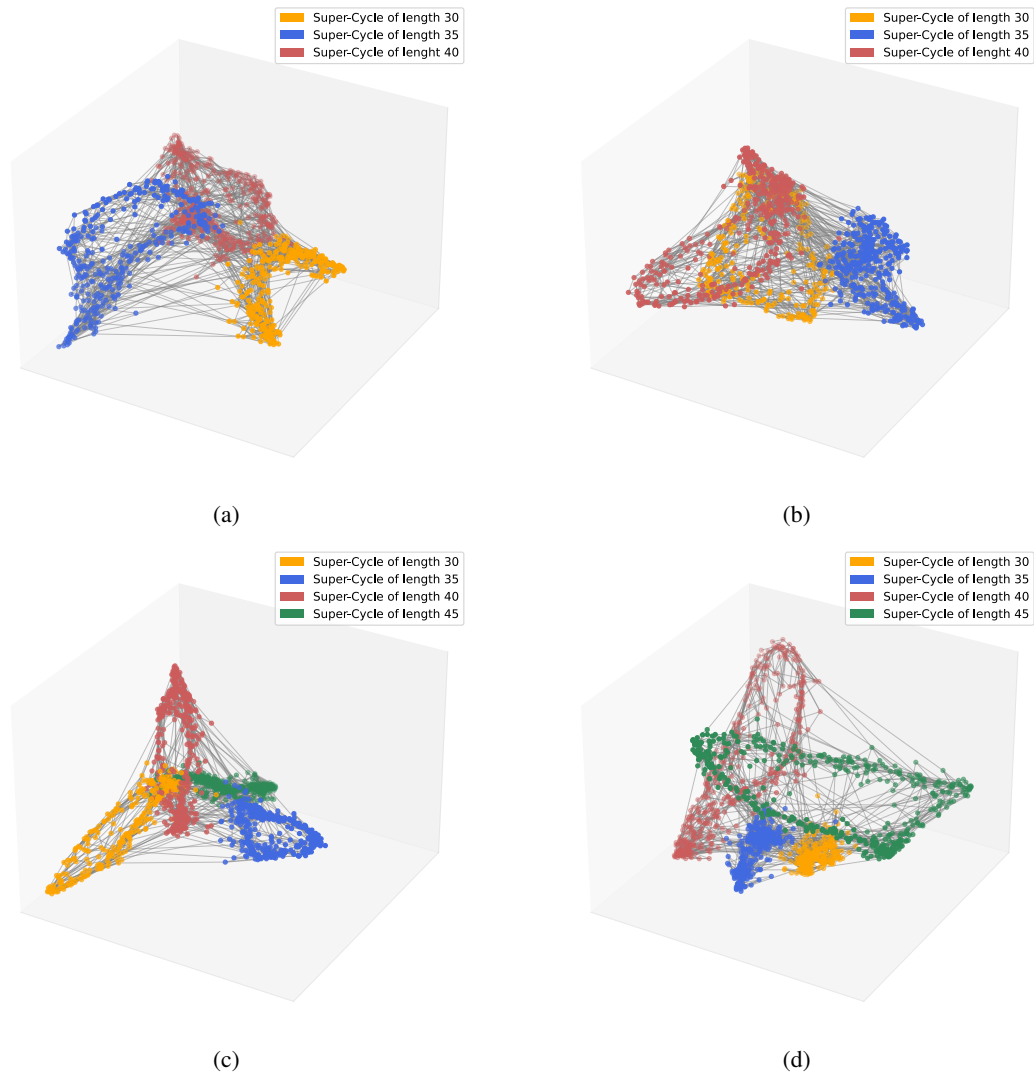 Super-Cycle of length 30
Super-Cycle of length 35
Super-Cycle of lenght 40
Super-Cycle of length 30
Super-Cycle of length 35
Super-Cycle of lenght 40
(a)
(b)
Super-Cycle of length 30
Super-Cycle of length 35
Super-Cycle of length 40
Super-Cycle of length 45
Super-Cycle of length 30
Super-Cycle of length 35
Super-Cycle of length 40
Super-Cycle of length 45
(c)
(d)